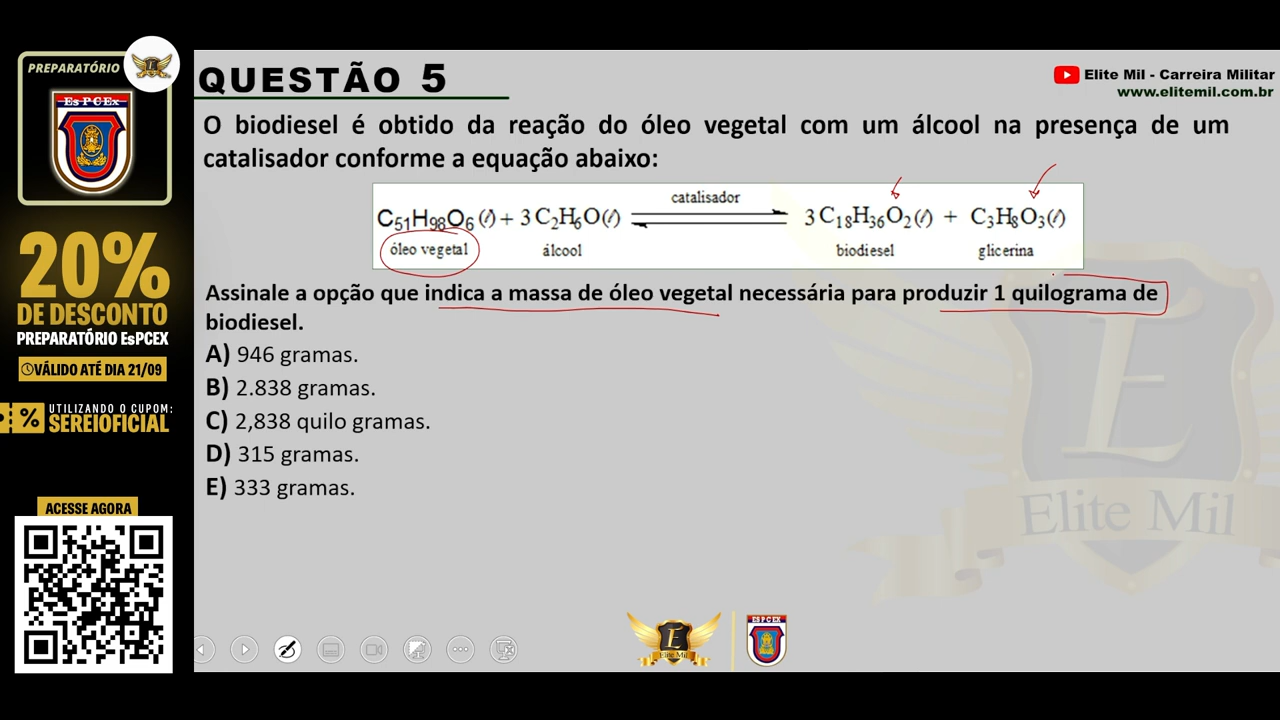 PREPARATÓRIO
EsPCEx
20%
DE DESCONTO
PREPARATÓRIO EsPCEX
VÁLIDO ATÉ DIA 21/09
%
UTILIZANDO O CUPOM:
SEREIOFICIAL
ACESSE AGORA
QUESTÃO 5
Elite Mil - Carreira Militar
www.elitemil.com.br
O biodiesel é obtido da reação do óleo vegetal com um álcool na presença de um
catalisador conforme a equação abaixo:
catalisador
C₅₁H₉₈O₆(ℓ) + 3 C₂H₆O(ℓ) ⇌ 3 C₁₈H₃₆O₂(ℓ) + C₃H₈O₃(ℓ)
óleo vegetal álcool biodiesel glicerina
Assinale a opção que indica a massa de óleo vegetal necessária para produzir 1 quilograma de
biodiesel.
A) 946 gramas.
B) 2.838 gramas.
C) 2,838 quilo gramas.
D) 315 gramas.
E) 333 gramas.
E
Elite Mil
E
Elite Mil
ESPCEX